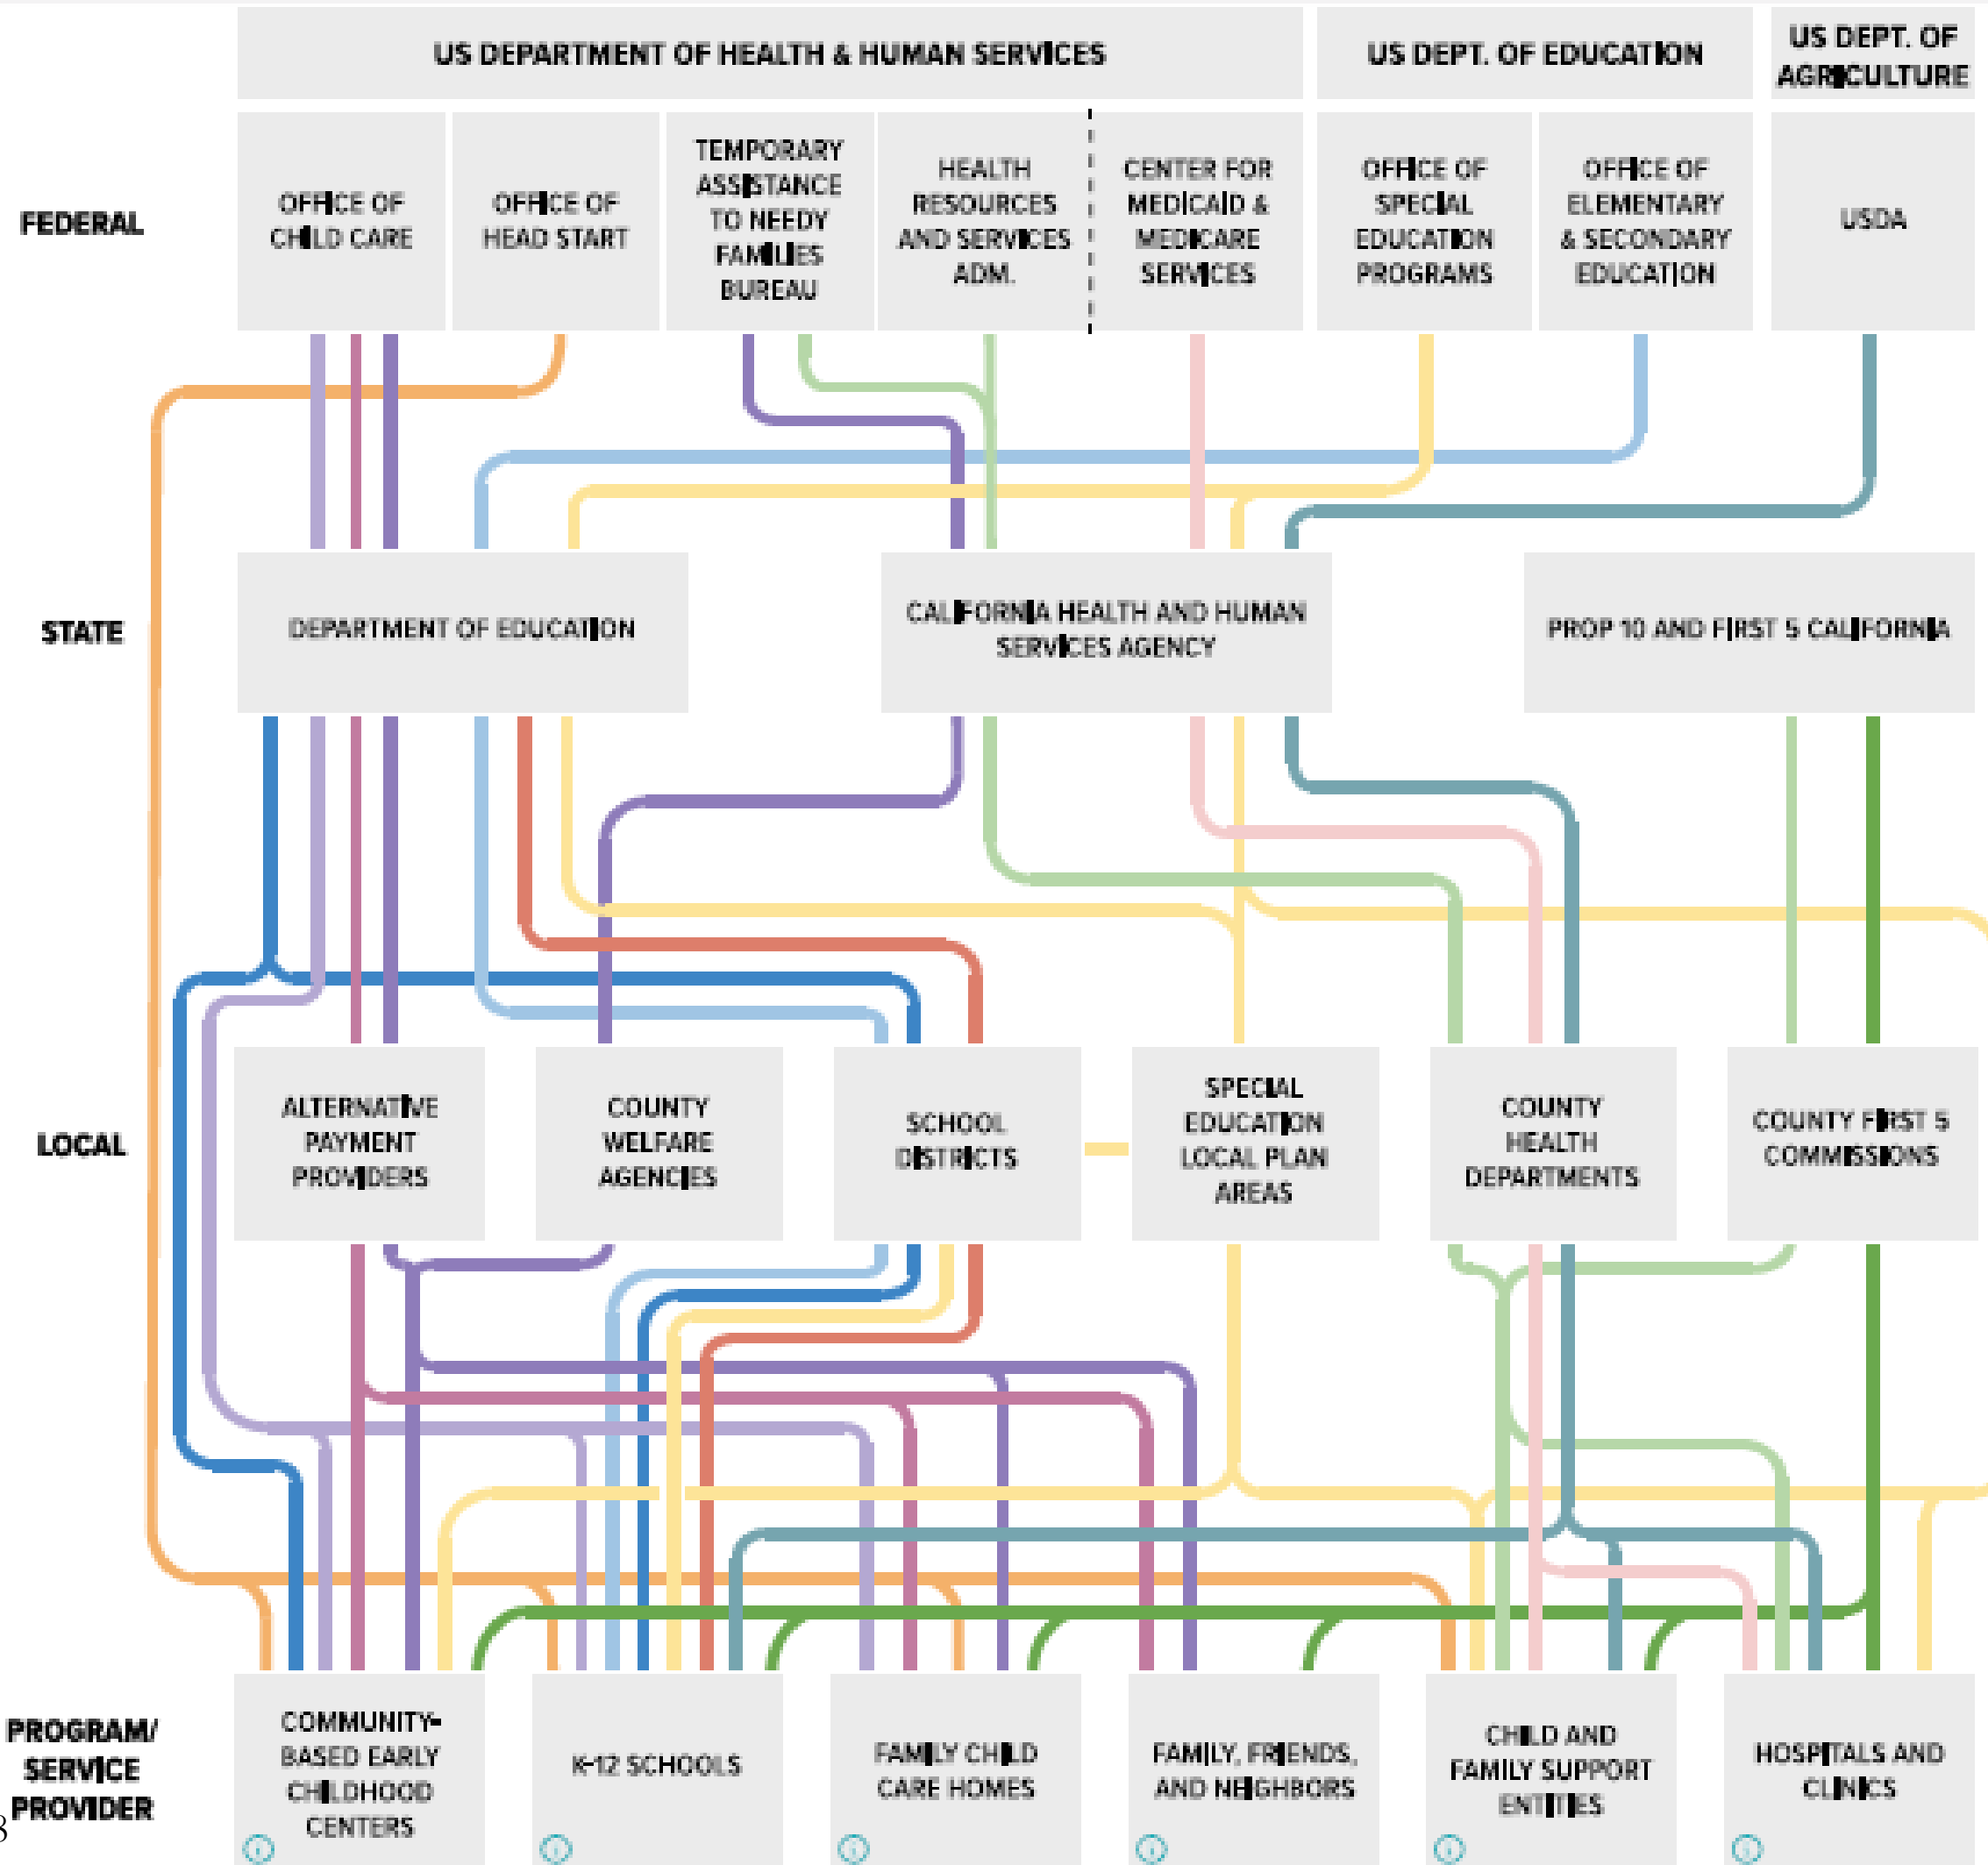 US DEPARTMENT OF HEALTH & HUMAN SERVICES
US DEPT. OF EDUCATION
US DEPT. OF
AGRICULTURE
FEDERAL
OFFICE OF
CHILD CARE
OFFICE OF
HEAD START
TEMPORARY
ASSISTANCE
TO NEEDY
FAMILIES
BUREAU
HEALTH
RESOURCES
AND SERVICES
ADM.
CENTER FOR
MEDICAID &
MEDICARE
SERVICES
OFFICE OF
SPECIAL
EDUCATION
PROGRAMS
OFFICE OF
ELEMENTARY
& SECONDARY
EDUCATION
USDA
STATE
DEPARTMENT OF EDUCATION
CALIFORNIA HEALTH AND HUMAN
SERVICES AGENCY
PROP 10 AND FIRST 5 CALIFORNIA
LOCAL
ALTERNATIVE
PAYMENT
PROVIDERS
COUNTY
WELFARE
AGENCIES
SCHOOL
DISTRICTS
SPECIAL
EDUCATION
LOCAL PLAN
AREAS
COUNTY
HEALTH
DEPARTMENTS
COUNTY FIRST 5
COMMISSIONS
PROGRAM/
SERVICE
PROVIDER
COMMUNITY-
BASED EARLY
CHILDHOOD
CENTERS
K-12 SCHOOLS
FAMILY CHILD
CARE HOMES
FAMILY, FRIENDS,
AND NEIGHBORS
CHILD AND
FAMILY SUPPORT
ENTITIES
HOSPITALS AND
CLINICS
8